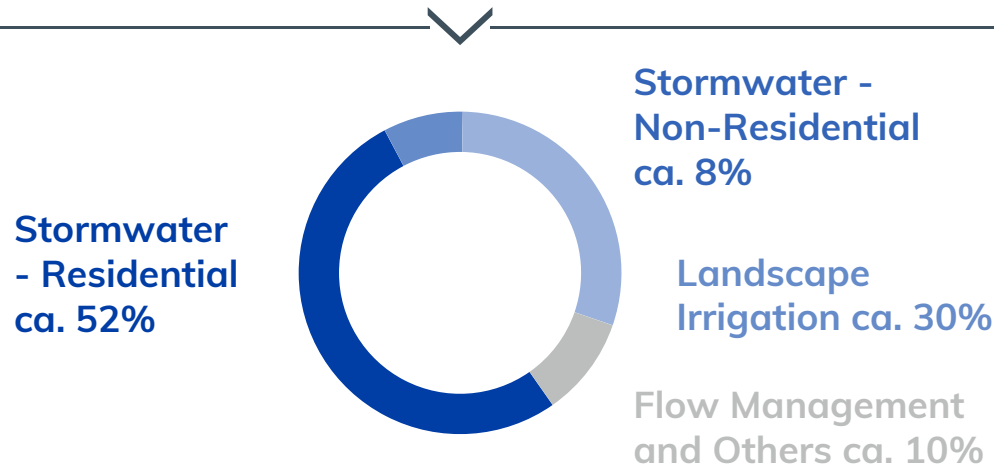 Stormwater -
Non-Residential
ca. 8%
Stormwater
- Residential
ca. 52%
Landscape
Irrigation ca. 30%
Flow Management
and Others ca. 10%